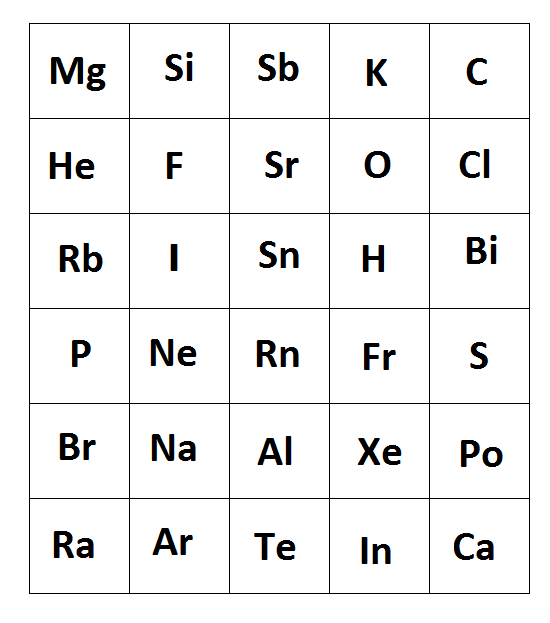 Mg Si Sb K C
He F Sr O Cl
Rb I Sn H Bi
P Ne Rn Fr S
Br Na Al Xe Po
Ra Ar Te In Ca